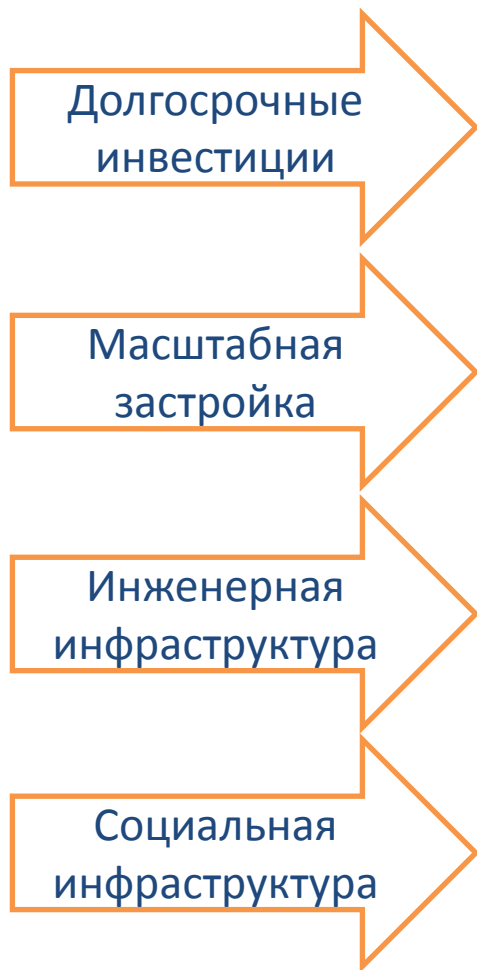 Долгосрочные
инвестиции
Масштабная
застройка
Инженерная
инфраструктура
Социальная
инфраструктура